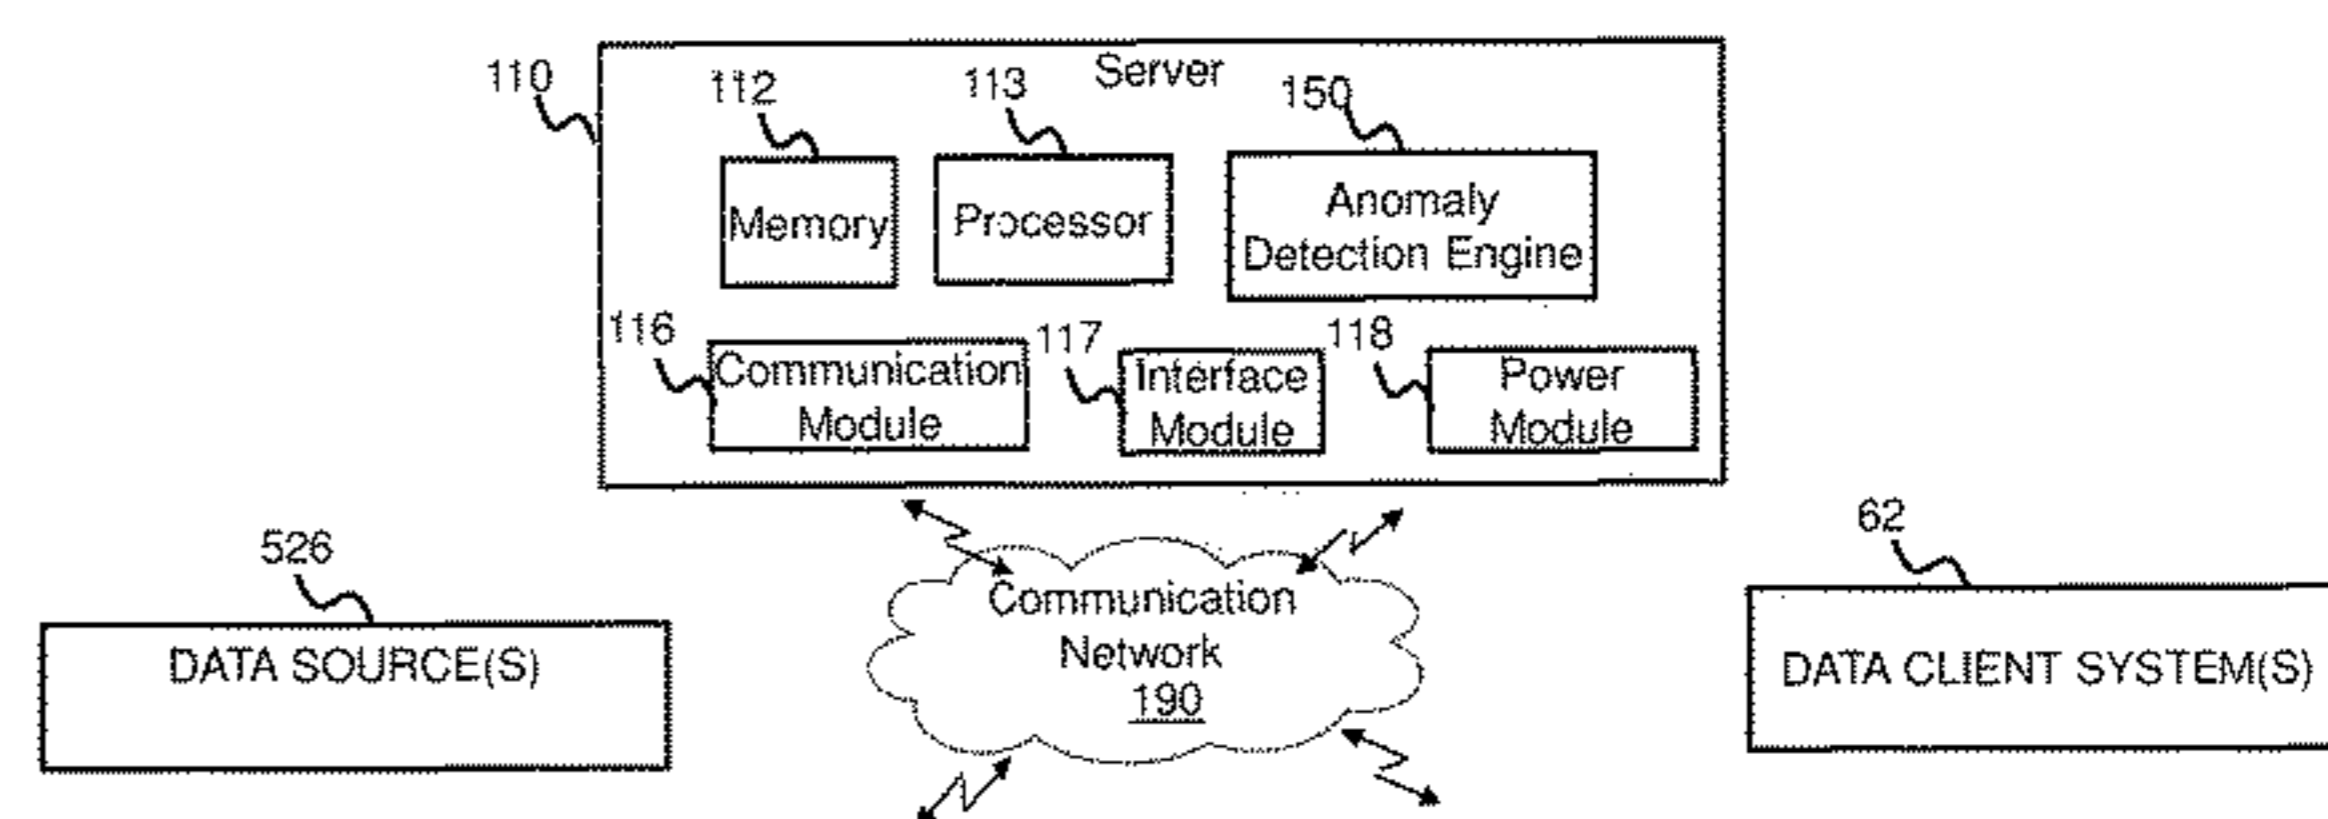 Server
110
112
113
150
Memory
Processor
Anomaly
Detection Engine
116
117
118
Communication
Module
Interface
Module
Power
Module
526
62
DATA SOURCE(S)
Communication
Network
190
DATA CLIENT SYSTEM(S)